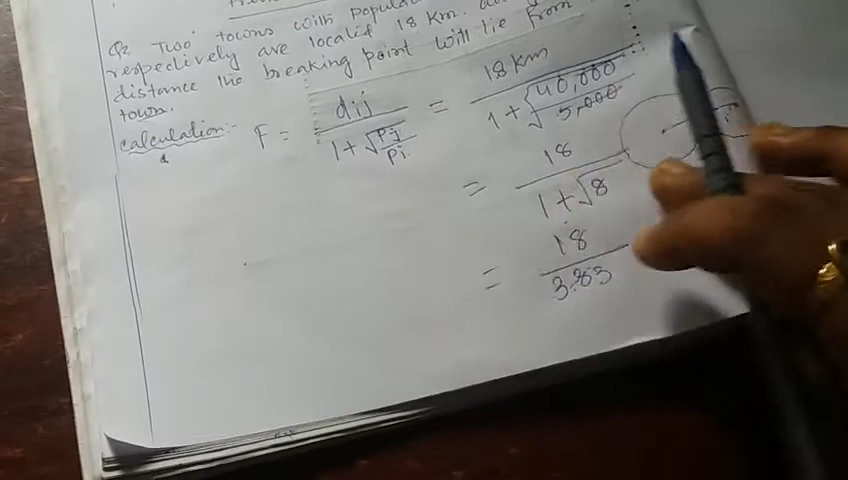 Q2 Two towns with Popula
respectively are located 18 Km.
distance the breaking point will lie from
town.
calculation:-
F = dij / 1 + √Pj/Pi = 18 Km / 1 + √40,000/5,000
= 18 / 1 + √8
= 18 / 3.83